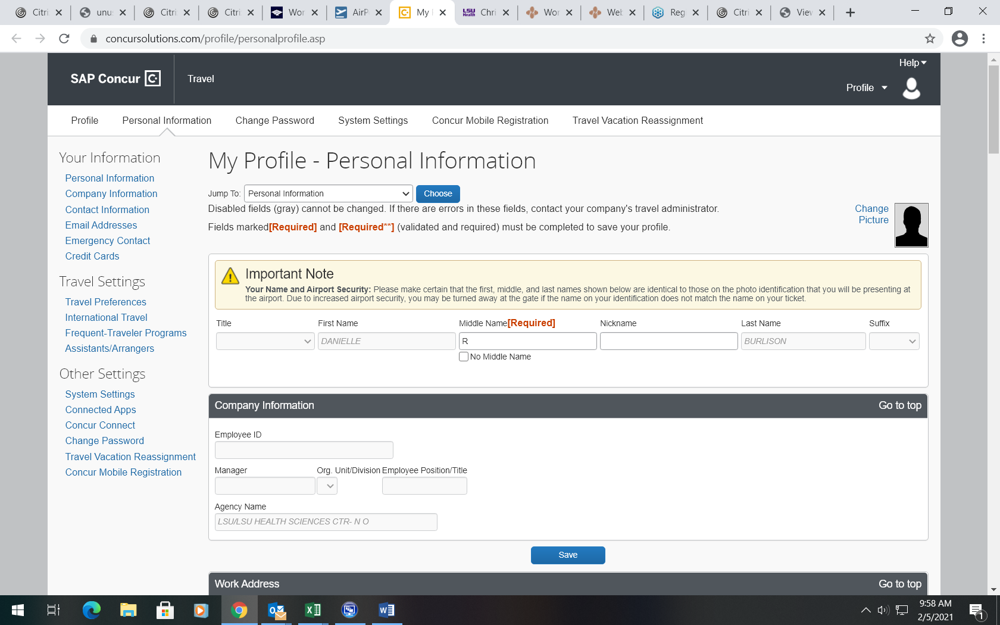 Citri
unu
Citri
Citri
Wor
AirP
My
LSU Health
Chri
Wor
Web
Reg
Citri
View
concursolutions.com/profile/personalprofile.asp
SAP Concur
Travel
Help
Profile
Profile
Personal Information
Change Password
System Settings
Concur Mobile Registration
Travel Vacation Reassignment
Your Information
Personal Information
Company Information
Contact Information
Email Addresses
Emergency Contact
Credit Cards
Travel Settings
Travel Preferences
International Travel
Frequent-Traveler Programs
Assistants/Arrangers
Other Settings
System Settings
Connected Apps
Concur Connect
Change Password
Travel Vacation Reassignment
Concur Mobile Registration
My Profile - Personal Information
Jump To: Personal Information Choose
Disabled fields (gray) cannot be changed. If there are errors in these fields, contact your company's travel administrator.
Fields marked[Required] and [Required**] (validated and required) must be completed to save your profile.
Change
Picture
Important Note
Your Name and Airport Security: Please make certain that the first, middle, and last names shown below are identical to those on the photo identification that you will be presenting at
the airport. Due to increased airport security, you may be turned away at the gate if the name on your identification does not match the name on your ticket.
Title First Name Middle Name[Required] Nickname Last Name Suffix
DANIELLE R BURLISON
No Middle Name
Company Information Go to top
Employee ID
Manager Org. Unit/Division Employee Position/Title
Agency Name
LSU/LSU HEALTH SCIENCES CTR- N O
Save
Work Address Go to top
9:58 AM
2/5/2021
1